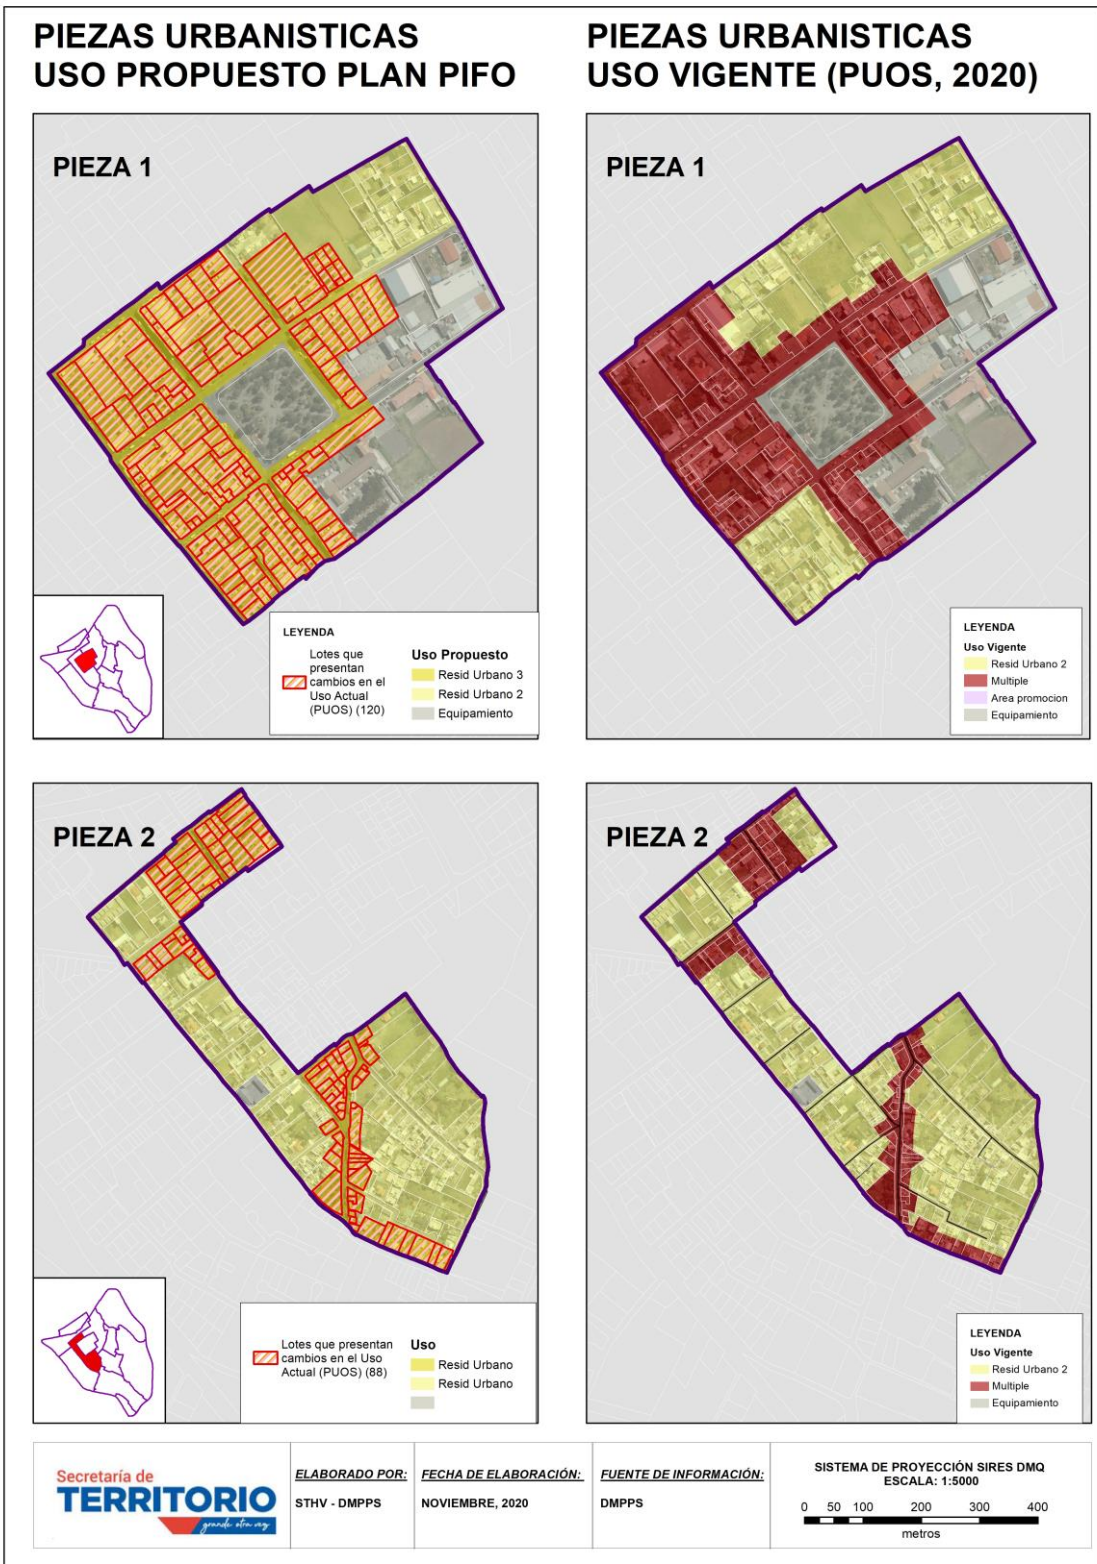 PIEZAS URBANISTICAS
USO PROPUESTO PLAN PIFO
PIEZAS URBANISTICAS
USO VIGENTE (PUOS, 2020)
PIEZA 1
LEYENDA
Lotes que
presentan
cambios en el
Uso Actual
(PUOS) (120)
Uso Propuesto
Resid Urbano 3
Resid Urbano 2
Equipamiento
PIEZA 1
LEYENDA
Uso Vigente
Resid Urbano 2
Multiple
Area promocion
Equipamiento
PIEZA 2
Lotes que presentan
cambios en el Uso
Actual (PUOS) (88)
Uso
Resid Urbano
Resid Urbano
PIEZA 2
LEYENDA
Uso Vigente
Resid Urbano 2
Multiple
Equipamiento
Secretaría de
TERRITORIO
grande otra vez
ELABORADO POR:
STHV - DMPPS
FECHA DE ELABORACIÓN:
NOVIEMBRE, 2020
FUENTE DE INFORMACIÓN:
DMPPS
SISTEMA DE PROYECCIÓN SIRES DMQ
ESCALA: 1:5000
0 50 100 200 300 400
metros